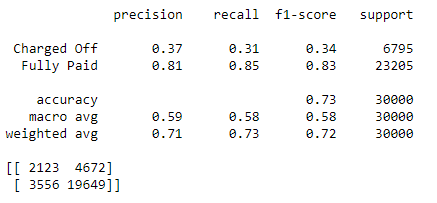 precision recall f1-score support
Charged Off 0.37 0.31 0.34 6795
Fully Paid 0.81 0.85 0.83 23205
accuracy 0.73 30000
macro avg 0.59 0.58 0.58 30000
weighted avg 0.71 0.73 0.72 30000
[[ 2123 4672]
[ 3556 19649]]